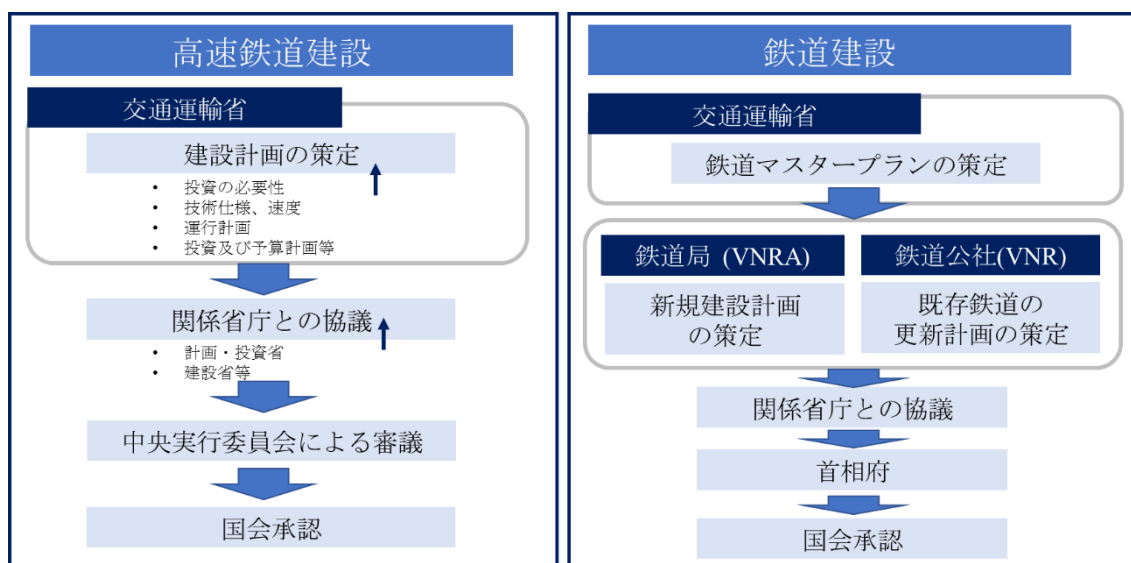 高速鉄道建設
交通運輸省
建設計画の策定
• 投資の必要性
• 技術仕様、速度
• 運行計画
• 投資及び予算計画等
関係省庁との協議
• 計画・投資省
• 建設省等
中央実行委員会による審議
国会承認
鉄道建設
交通運輸省
鉄道マスタープランの策定
鉄道局 (VNRA)
新規建設計画
の策定
鉄道公社(VNR)
既存鉄道の
更新計画の策定
関係省庁との協議
首相府
国会承認